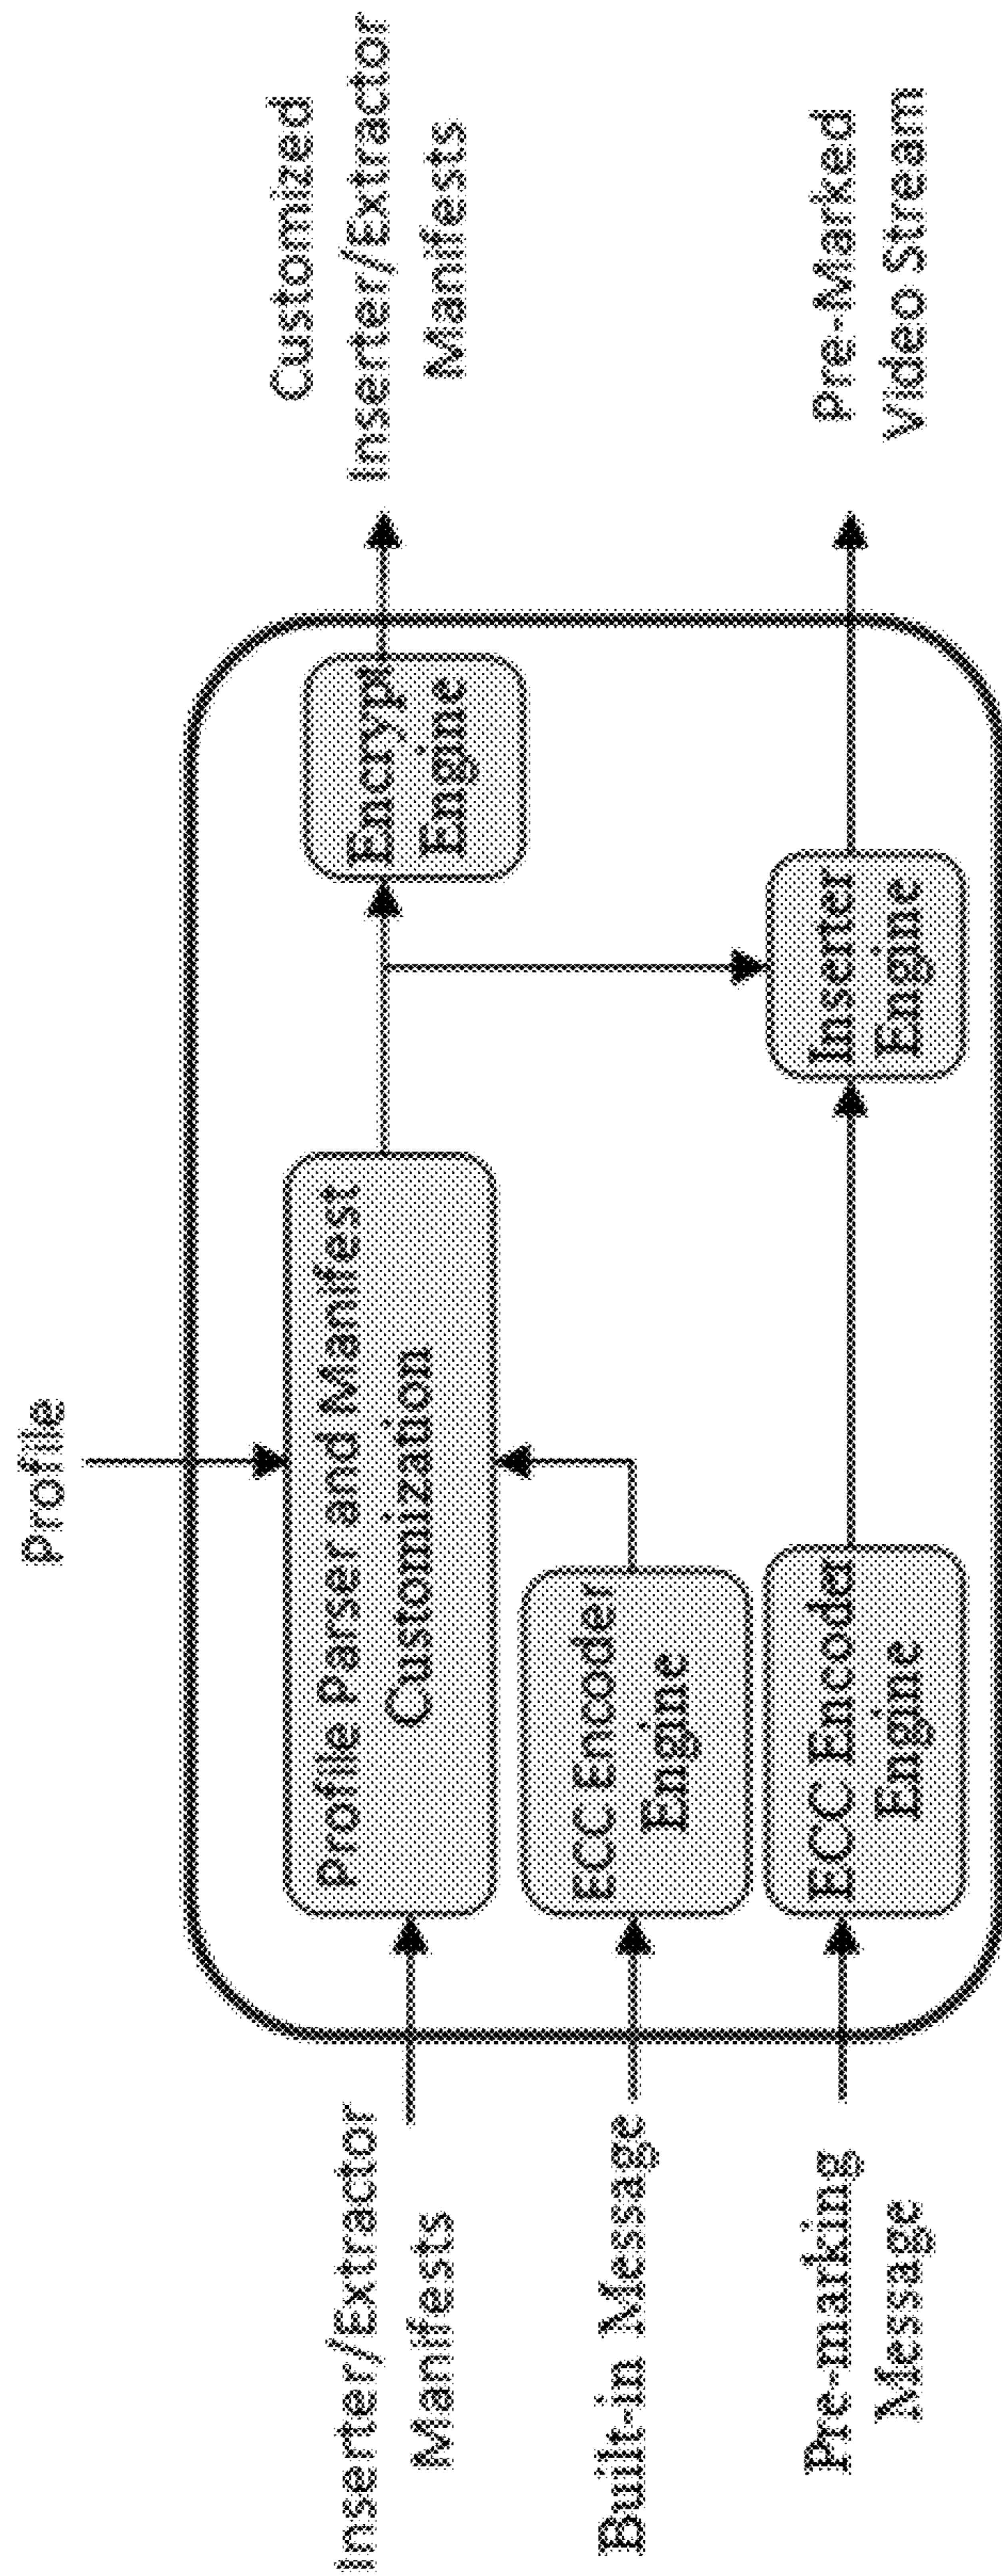 Profile
Inserter/Extractor
Manifests
Profile Parser and Manifest
Customization
Encrypt
Engine
Customized
Inserter/Extractor
Manifests
Built-in Message
ECC Encoder
Engine
Pre-marking
Message
ECC Encoder
Engine
Inserter
Engine
Pre-Marked
Video Stream